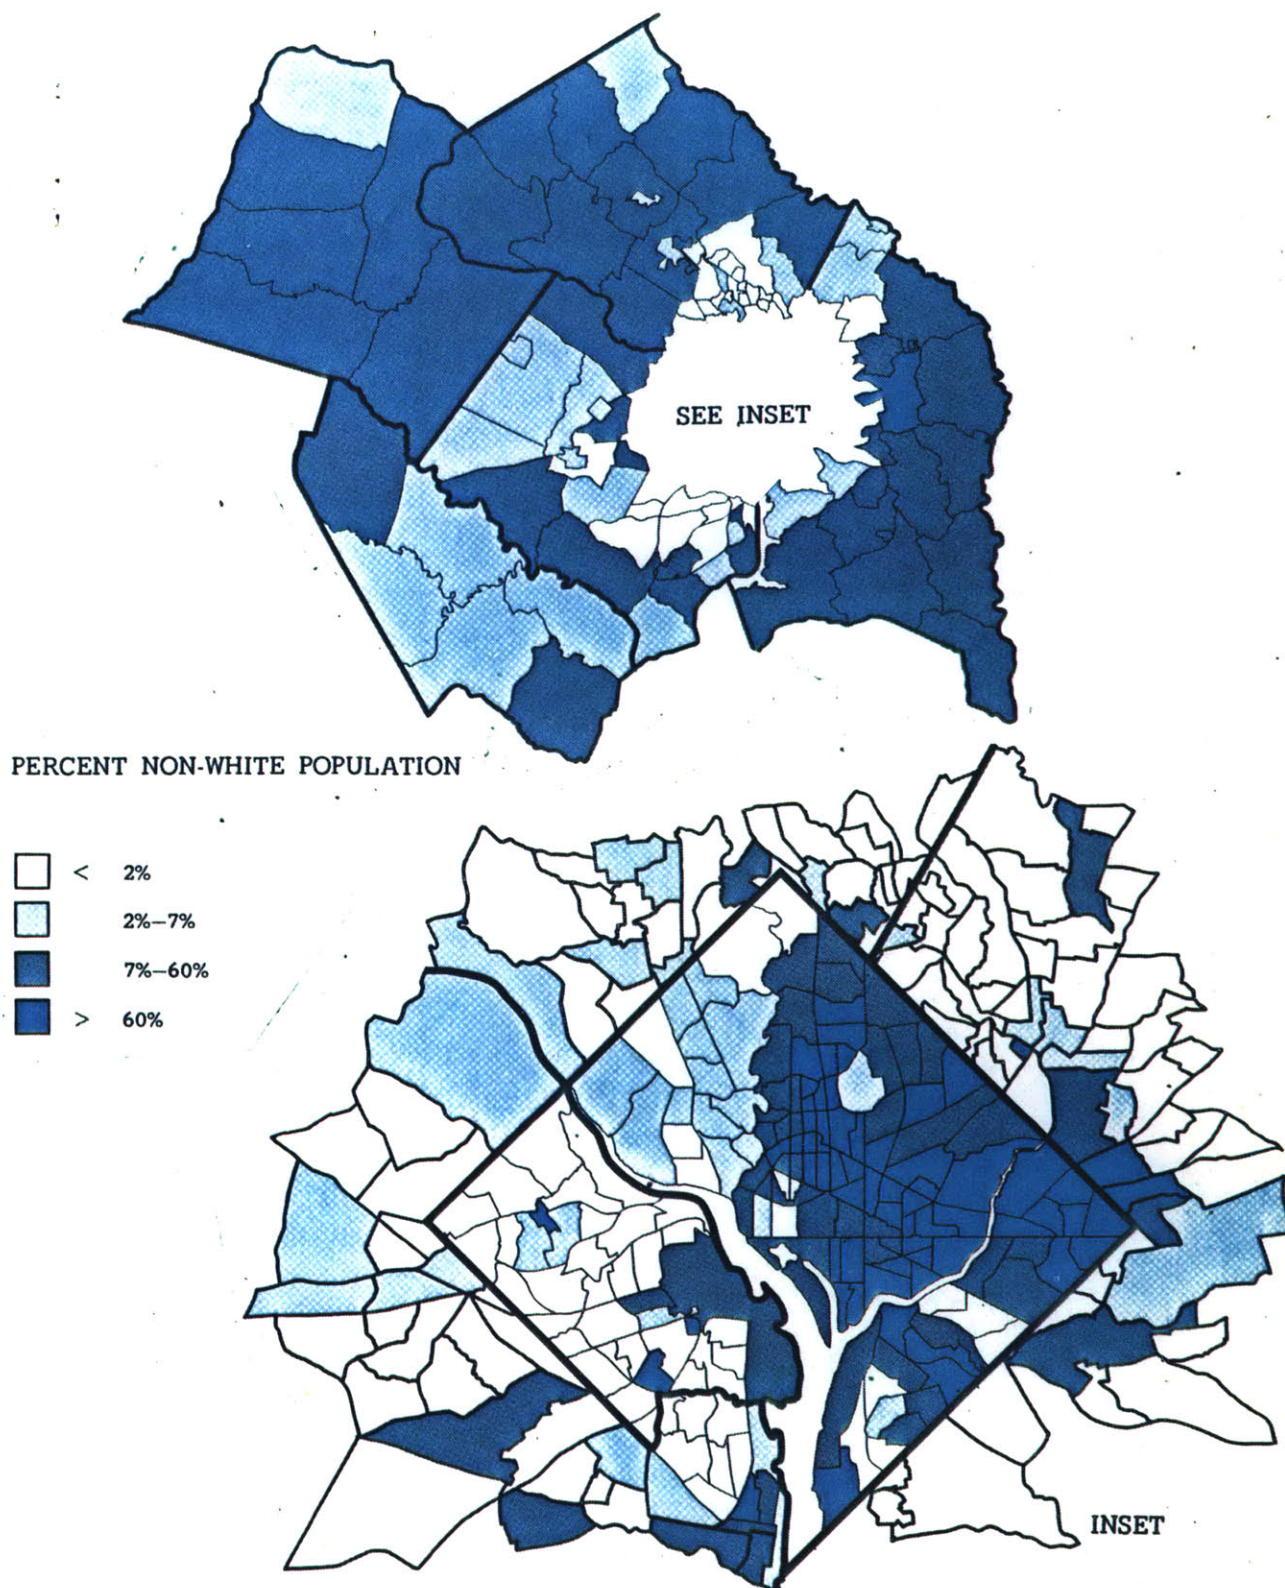 SEE INSET
PERCENT NON-WHITE POPULATION
< 2%
2%—7%
7%—60%
> 60%
INSET